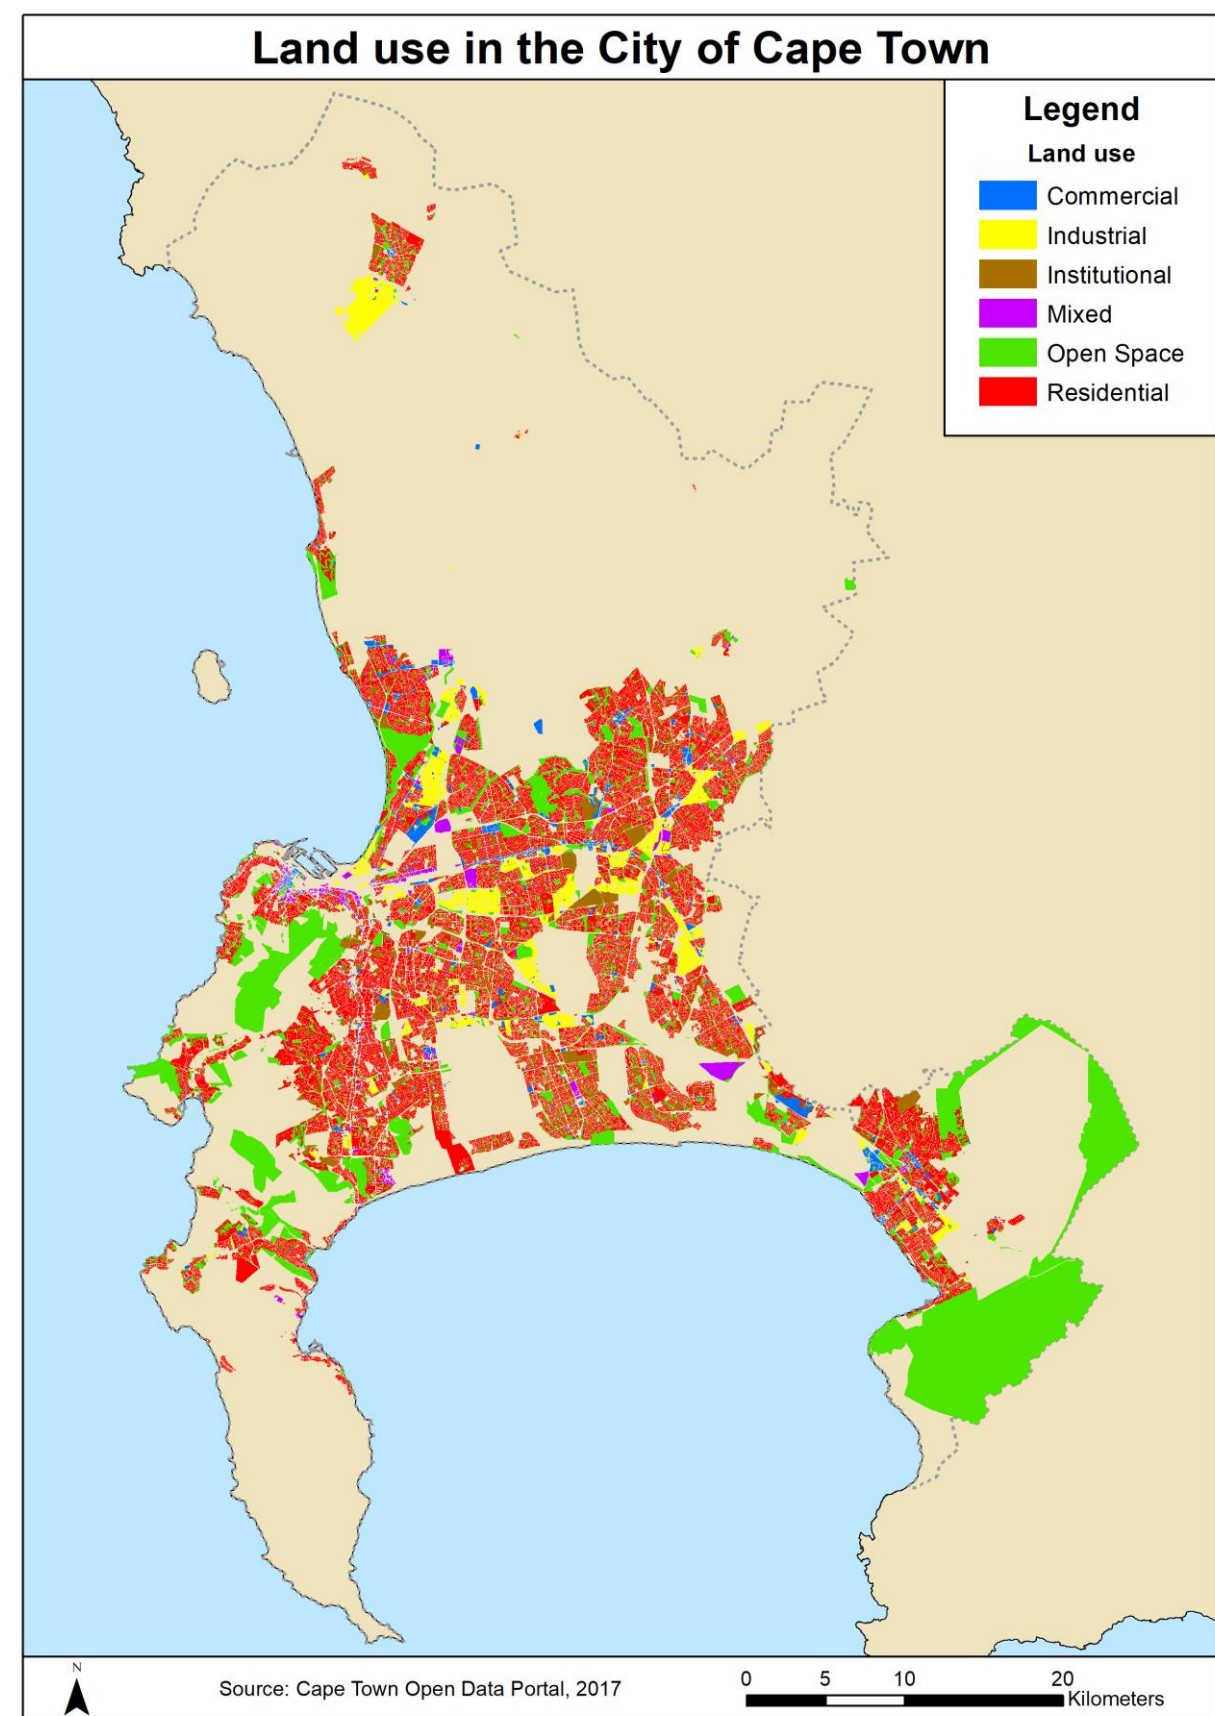 Land use in the City of Cape Town
Legend
Land use
Commercial
Industrial
Institutional
Mixed
Open Space
Residential
N
Source: Cape Town Open Data Portal, 2017
0 5 10 20
Kilometers